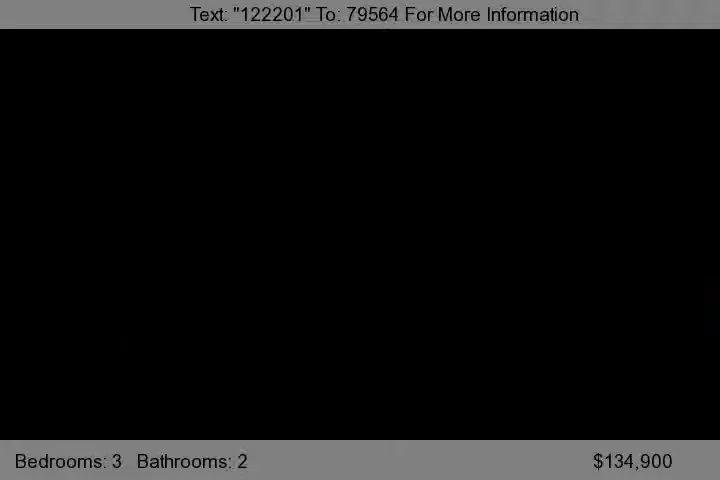 Text: "122201" To: 79564 For More Information
Bedrooms: 3 Bathrooms: 2 $134,900